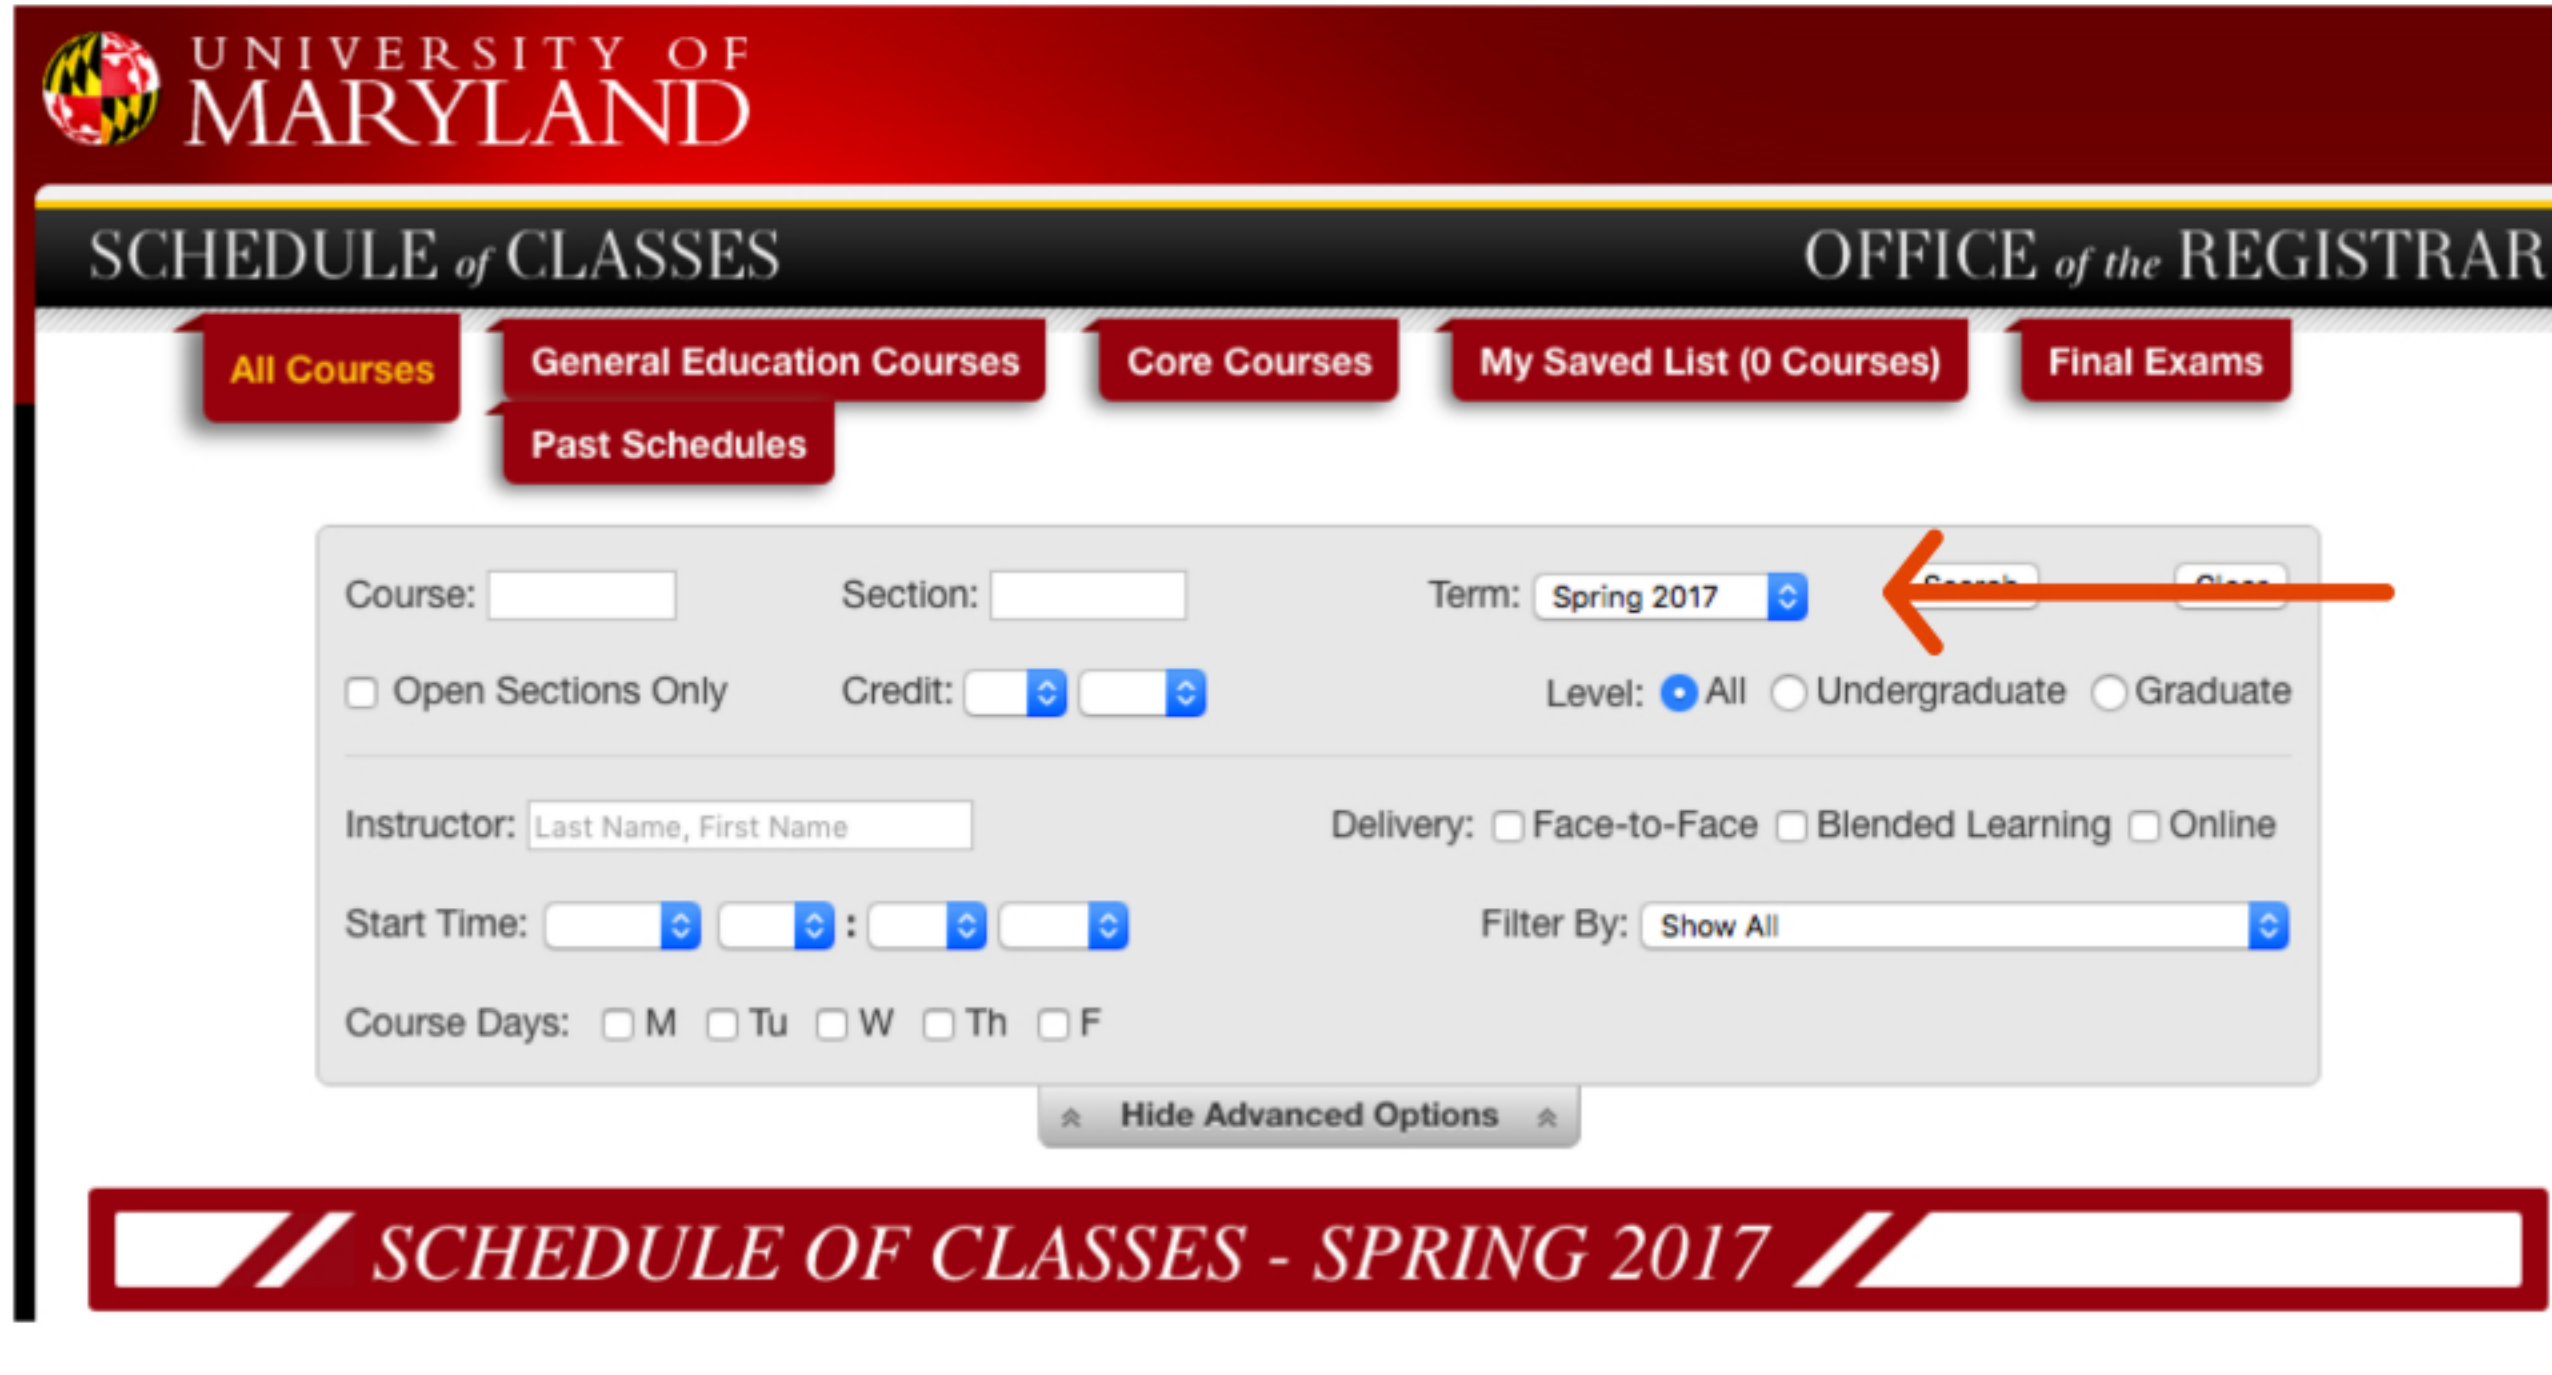 UNIVERSITY OF
MARYLAND
SCHEDULE of CLASSES
OFFICE of the REGISTRAR
All Courses
General Education Courses
Core Courses
My Saved List (0 Courses)
Final Exams
Past Schedules
Course:
Section:
Term: Spring 2017
Open Sections Only
Credit:
Level: All Undergraduate Graduate
Instructor: Last Name, First Name
Delivery: Face-to-Face Blended Learning Online
Start Time: :
Filter By: Show All
Course Days: M Tu W Th F
Hide Advanced Options
SCHEDULE OF CLASSES - SPRING 2017